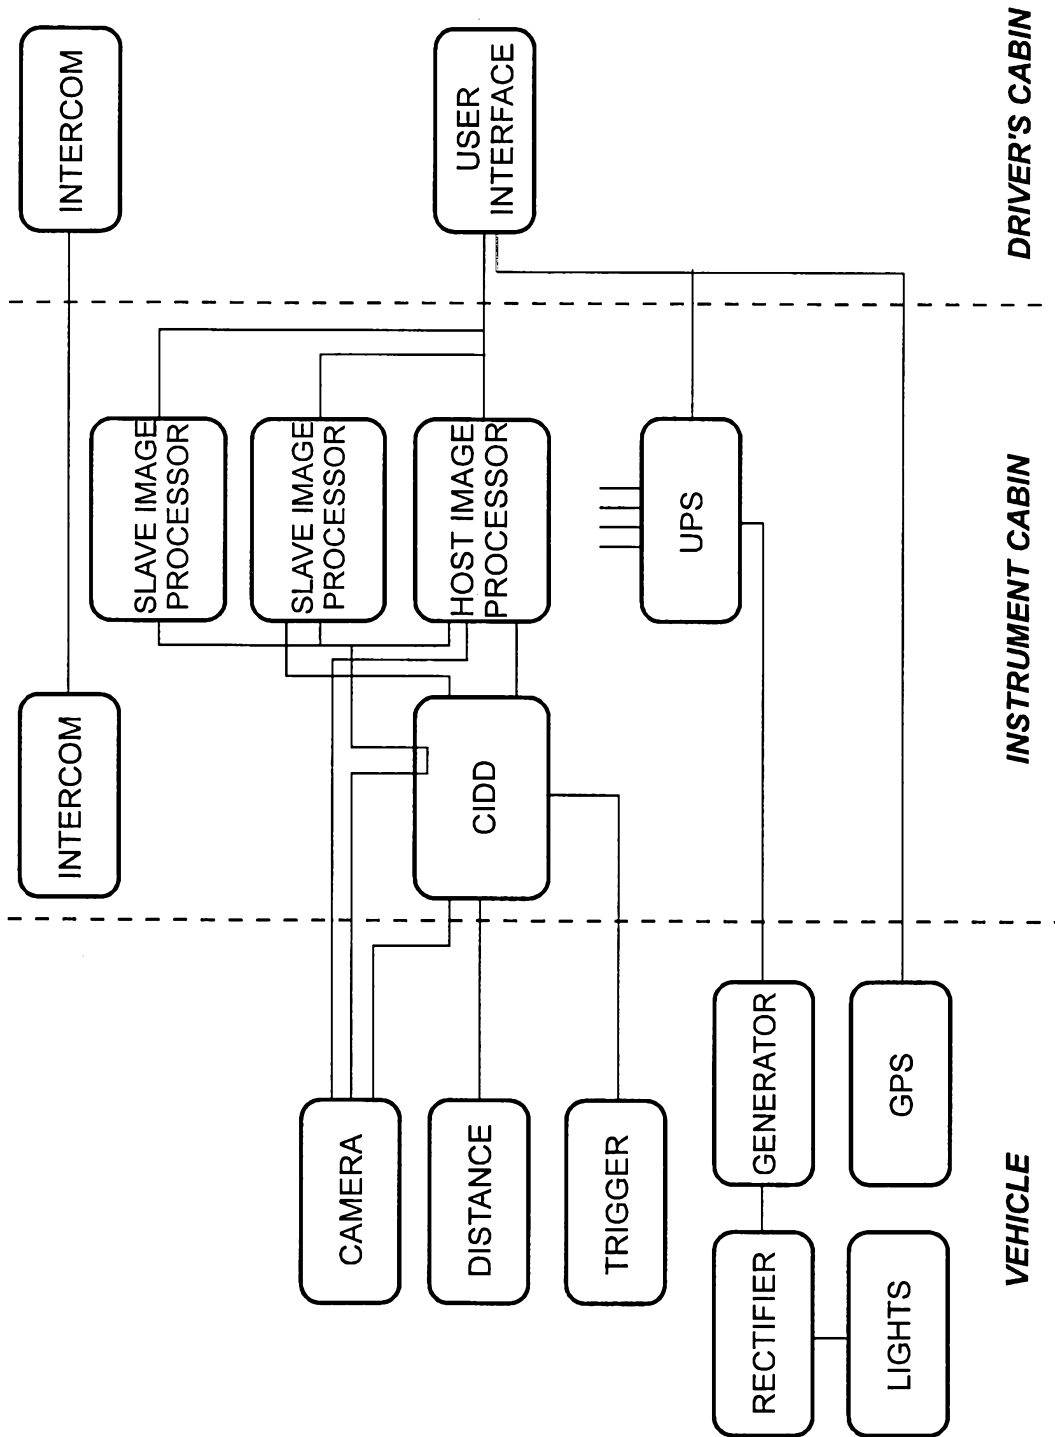 INTERCOM
INTERCOM
SLAVE IMAGE
PROCESSOR
SLAVE IMAGE
PROCESSOR
CAMERA
CIDD
HOST IMAGE
PROCESSOR
USER
INTERFACE
DISTANCE
TRIGGER
UPS
RECTIFIER
GENERATOR
LIGHTS
GPS
VEHICLE
INSTRUMENT CABIN
DRIVER'S CABIN